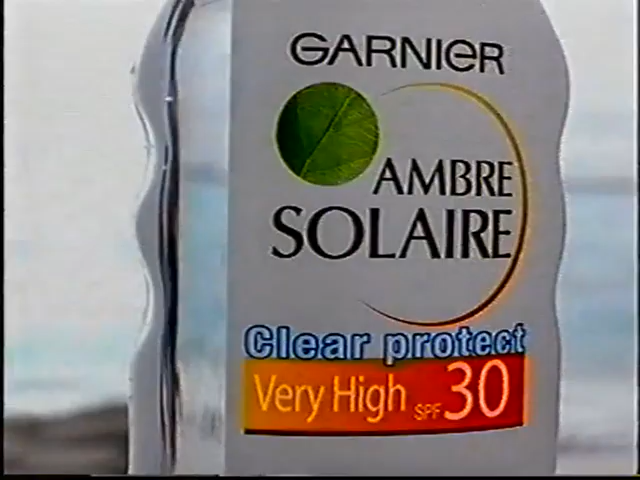 GARNIER
AMBRE
SOLAIRE
Clear protect
Very High SPF 30